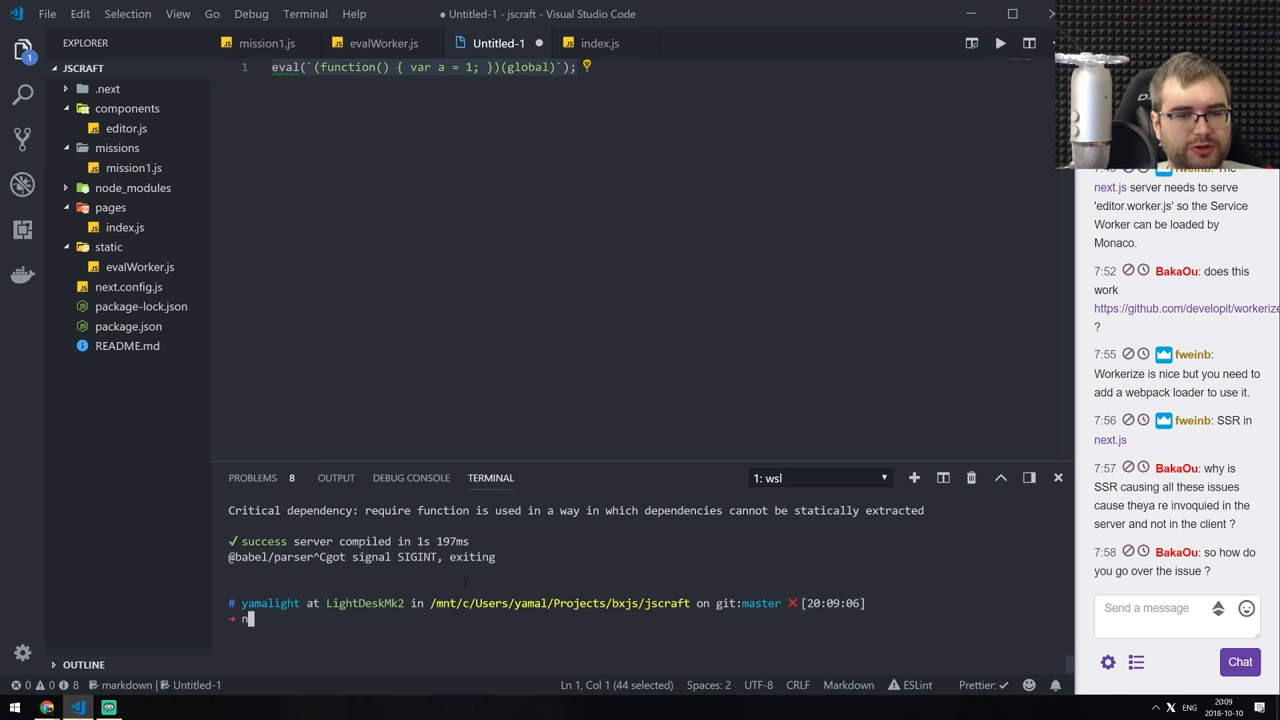 File Edit Selection View Go Debug Terminal Help
● Untitled-1 - jscraft - Visual Studio Code
EXPLORER
mission1.js
evalWorker.js
Untitled-1
index.js
JSCRAFT
.next
components
editor.js
missions
mission1.js
node_modules
pages
index.js
static
evalWorker.js
next.config.js
package-lock.json
package.json
README.md
OUTLINE
1 eval(`(function() { var a = 1; })(global)`);
PROBLEMS 8 OUTPUT DEBUG CONSOLE TERMINAL
1: wsl
Critical dependency: require function is used in a way in which dependencies cannot be statically extracted
✓ success server compiled in 1s 197ms
@babel/parser^Cgot signal SIGINT, exiting
# yamalight at LightDeskMk2 in /mnt/c/Users/yamal/Projects/bxjs/jscraft on git:master ✗ [20:09:06]
➜ n
0 0 8 markdown Untitled-1
Ln 1, Col 1 (44 selected) Spaces: 2 UTF-8 CRLF Markdown ESLint Prettier: ✓
fweinb: The
next.js server needs to serve
'editor.worker.js' so the Service
Worker can be loaded by
Monaco.
7:52 BakaOu: does this
work
https://github.com/developit/workerize
?
7:55 fweinb:
Workerize is nice but you need to
add a webpack loader to use it.
7:56 fweinb: SSR in
next.js
7:57 BakaOu: why is
SSR causing all these issues
cause theya re invoquied in the
server and not in the client ?
7:58 BakaOu: so how do
you go over the issue ?
Send a message
Chat
ENG
20:09
2018-10-10